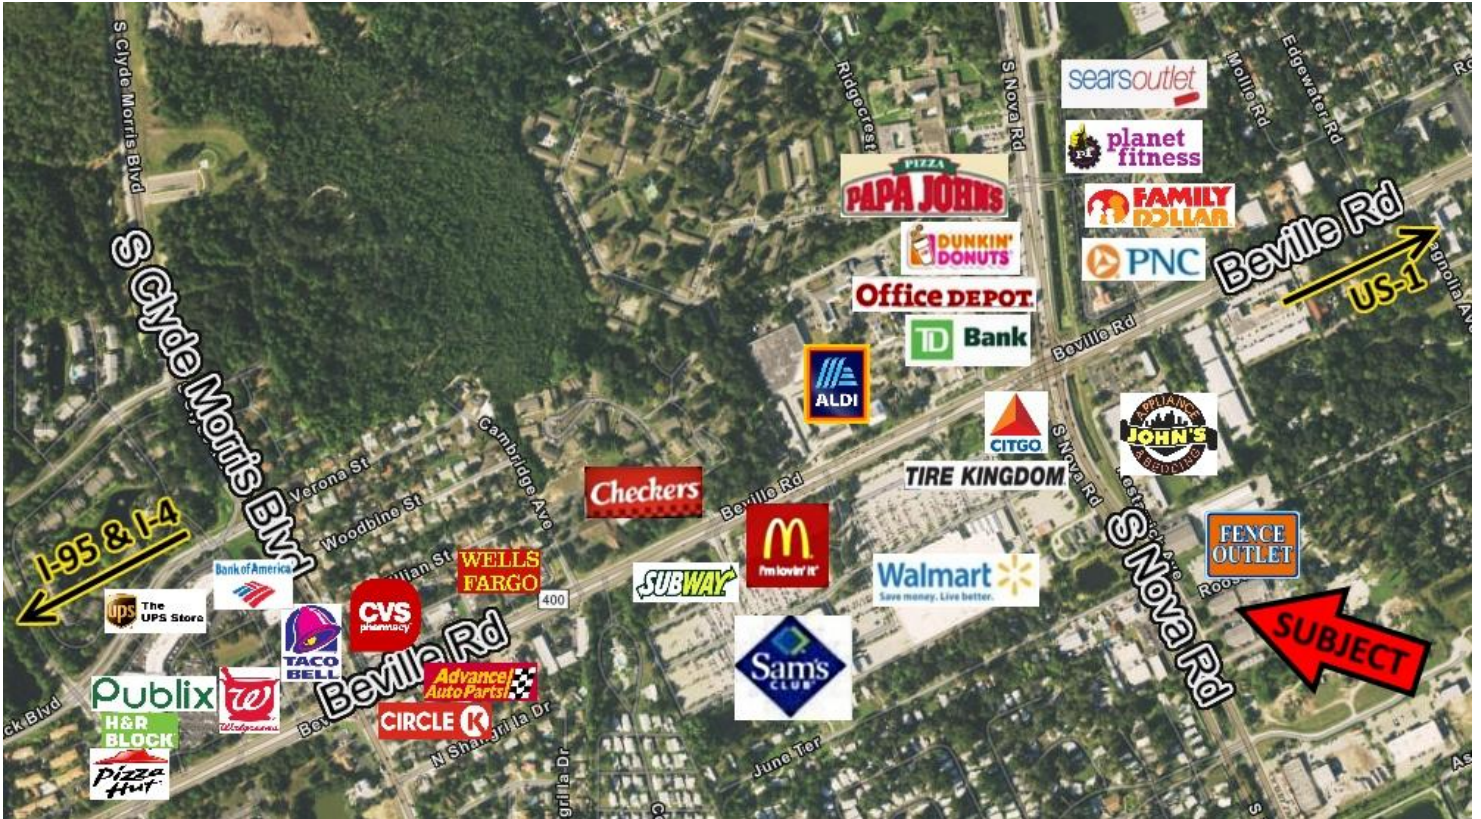 S Clyde Morris Blvd
Ridgecrest
S Nova Rd
Mollie Rd
Edgewater Rd
searsoutlet
planet
fitness
PIZZA
PAPA JOHNS
FAMILY
DOLLAR
DUNKIN'
DONUTS
PNC
Beville Rd
US-1
Office DEPOT.
TD Bank
Beville Rd
ALDI
S Clyde Morris Blvd
CITGO
APPLIANCE
JOHN'S
& BEDDING
S Nova Rd
Cambridge Ave
Verona St
Woodbine St
TIRE KINGDOM
Checkers
Beville Rd
M
i'm lovin' it
FENCE
OUTLET
S Nova Rd
I-95 & I-4
Bank of America
WELLS
FARGO
SUBWAY
Walmart
Save money. Live better.
400
ups The
UPS Store
CVS
pharmacy
TACO
BELL
SUBJECT
Beville Rd
Sam's
CLUB
Advance
Auto Parts
Publix
W
Walgreens
H&R
BLOCK
CIRCLE K
N Shangri la Dr
June Ter
Pizza
Hut